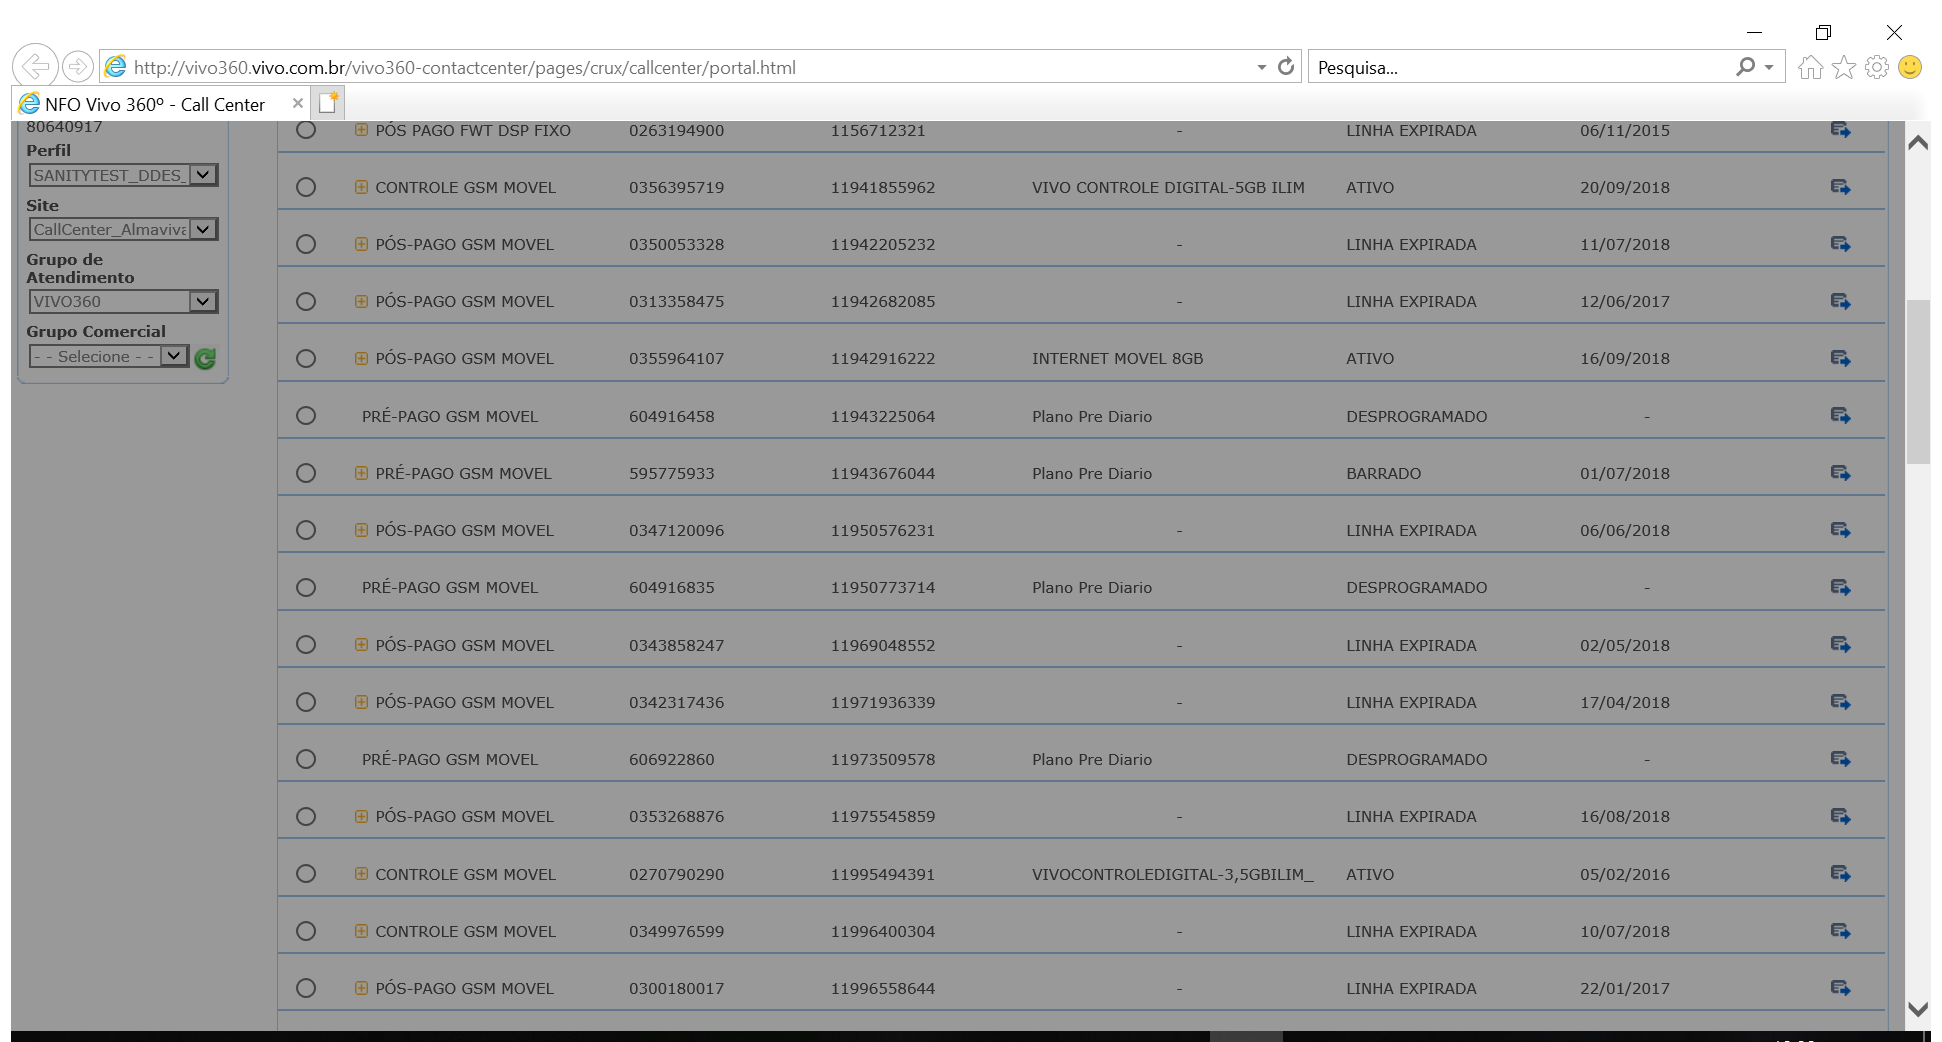 http://vivo360.vivo.com.br/vivo360-contactcenter/pages/crux/callcenter/portal.html
Pesquisa...
NFO Vivo 360º - Call Center
80640917
Perfil
SANITYTEST_DDES_
Site
CallCenter_Almaviva
Grupo de
Atendimento
VIVO360
Grupo Comercial
- - Selecione - -
PÓS PAGO FWT DSP FIXO 0263194900 1156712321 - LINHA EXPIRADA 06/11/2015
CONTROLE GSM MOVEL 0356395719 11941855962 VIVO CONTROLE DIGITAL-5GB ILIM ATIVO 20/09/2018
PÓS-PAGO GSM MOVEL 0350053328 11942205232 - LINHA EXPIRADA 11/07/2018
PÓS-PAGO GSM MOVEL 0313358475 11942682085 - LINHA EXPIRADA 12/06/2017
PÓS-PAGO GSM MOVEL 0355964107 11942916222 INTERNET MOVEL 8GB ATIVO 16/09/2018
PRÉ-PAGO GSM MOVEL 604916458 11943225064 Plano Pre Diario DESPROGRAMADO -
PRÉ-PAGO GSM MOVEL 595775933 11943676044 Plano Pre Diario BARRADO 01/07/2018
PÓS-PAGO GSM MOVEL 0347120096 11950576231 - LINHA EXPIRADA 06/06/2018
PRÉ-PAGO GSM MOVEL 604916835 11950773714 Plano Pre Diario DESPROGRAMADO -
PÓS-PAGO GSM MOVEL 0343858247 11969048552 - LINHA EXPIRADA 02/05/2018
PÓS-PAGO GSM MOVEL 0342317436 11971936339 - LINHA EXPIRADA 17/04/2018
PRÉ-PAGO GSM MOVEL 606922860 11973509578 Plano Pre Diario DESPROGRAMADO -
PÓS-PAGO GSM MOVEL 0353268876 11975545859 - LINHA EXPIRADA 16/08/2018
CONTROLE GSM MOVEL 0270790290 11995494391 VIVOCONTROLEDIGITAL-3,5GBILIM_ ATIVO 05/02/2016
CONTROLE GSM MOVEL 0349976599 11996400304 - LINHA EXPIRADA 10/07/2018
PÓS-PAGO GSM MOVEL 0300180017 11996558644 - LINHA EXPIRADA 22/01/2017